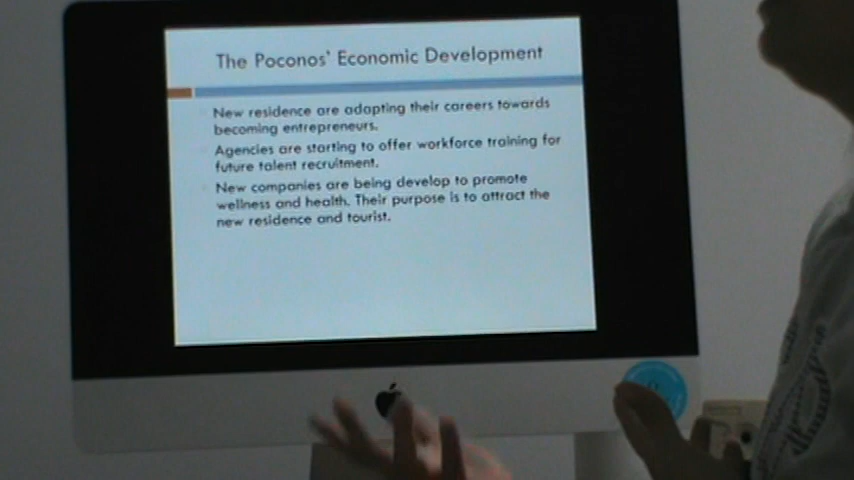 The Poconos' Economic Development
New residence are adapting their careers towards
becoming entrepreneurs.
Agencies are starting to offer workforce training for
future talent recruitment.
New companies are being develop to promote
wellness and health. Their purpose is to attract the
new residence and tourist.